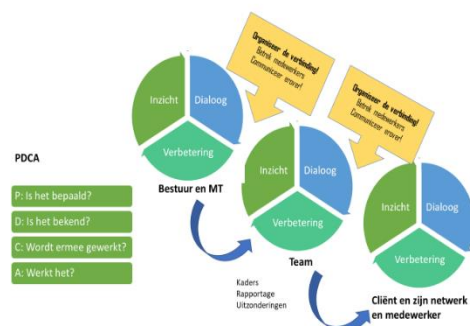 Organiseer de verbinding!
Betrek medewerkers
Communiceer erover!
Organiseer de verbinding!
Betrek medewerkers
Communiceer erover!
Inzicht
Dialoog
Verbetering
Bestuur en MT
Inzicht
Dialoog
Verbetering
Team
Inzicht
Dialoog
Verbetering
Cliënt en zijn netwerk
en medewerker
PDCA
P: Is het bepaald?
D: Is het bekend?
C: Wordt ermee gewerkt?
A: Werkt het?
Kaders
Rapportage
Uitzonderingen